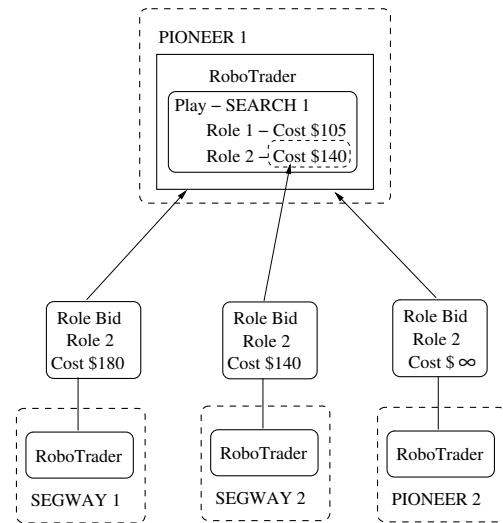 PIONEER 1
RoboTrader
Play − SEARCH 1
Role 1 − Cost $105
Role 2 − Cost $140
Role Bid
Role 2
Cost $180
Role Bid
Role 2
Cost $140
Role Bid
Role 2
Cost $ ∞
RoboTrader
RoboTrader
RoboTrader
SEGWAY 1
SEGWAY 2
PIONEER 2